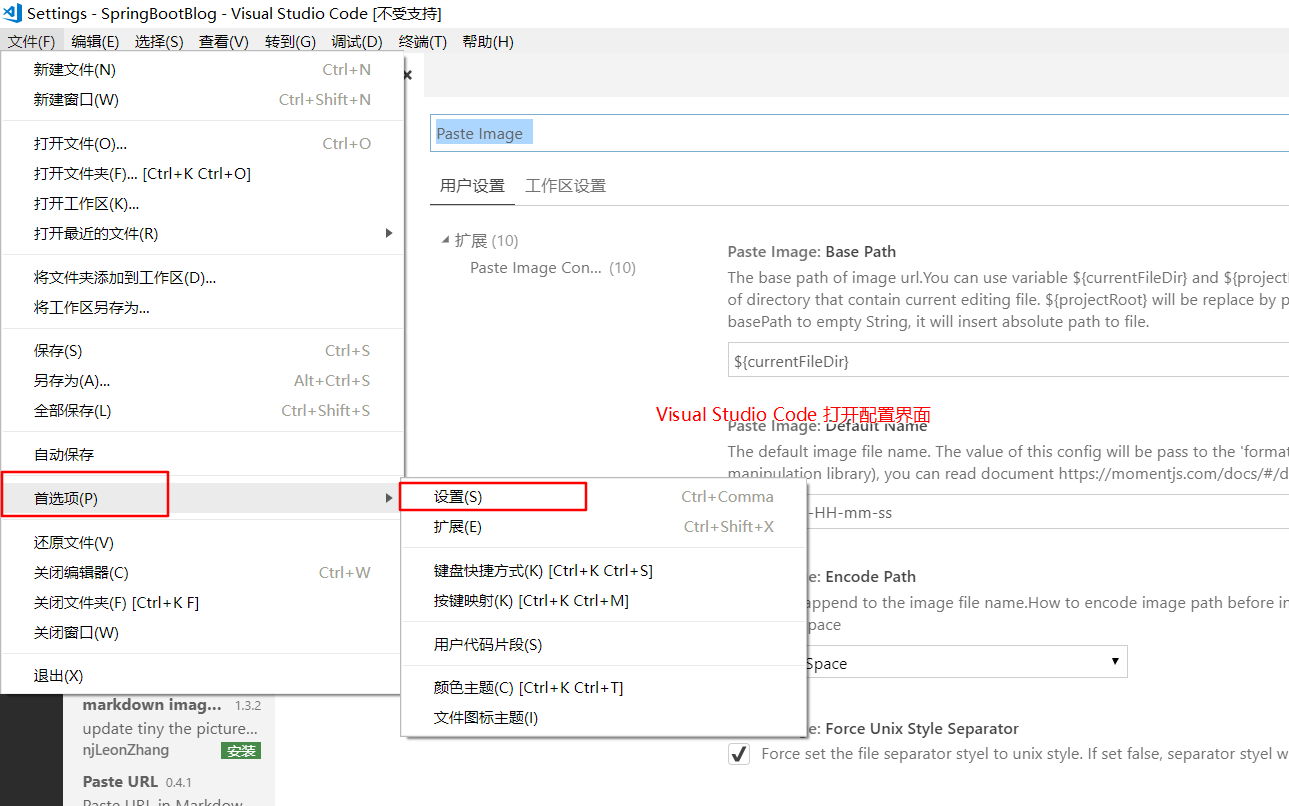 Settings - SpringBootBlog - Visual Studio Code [不受支持]
文件(F) 编辑(E) 选择(S) 查看(V) 转到(G) 调试(D) 终端(T) 帮助(H)
新建文件(N) Ctrl+N
新建窗口(W) Ctrl+Shift+N
打开文件(O)... Ctrl+O
打开文件夹(F)... [Ctrl+K Ctrl+O]
打开工作区(K)...
打开最近的文件(R)
将文件夹添加到工作区(D)...
将工作区另存为...
保存(S) Ctrl+S
另存为(A)... Alt+Ctrl+S
全部保存(L) Ctrl+Shift+S
自动保存
首选项(P)
还原文件(V)
关闭编辑器(C) Ctrl+W
关闭文件夹(F) [Ctrl+K F]
关闭窗口(W)
退出(X)
设置(S) Ctrl+Comma
扩展(E) Ctrl+Shift+X
键盘快捷方式(K) [Ctrl+K Ctrl+S]
按键映射(K) [Ctrl+K Ctrl+M]
用户代码片段(S)
颜色主题(C) [Ctrl+K Ctrl+T]
文件图标主题(I)
Paste Image
用户设置 工作区设置
扩展 (10)
Paste Image Con... (10)
Paste Image: Base Path
The base path of image url.You can use variable ${currentFileDir} and ${project
of directory that contain current editing file. ${projectRoot} will be replace by p
basePath to empty String, it will insert absolute path to file.
${currentFileDir}
Visual Studio Code 打开配置界面
Paste Image: Default Name
The default image file name. The value of this config will be pass to the 'format
manipulation library), you can read document https://momentjs.com/docs/#/d
-HH-mm-ss
e: Encode Path
append to the image file name.How to encode image path before in
pace
Space
e: Force Unix Style Separator
Force set the file separator styel to unix style. If set false, separator styel w
markdown imag... 1.3.2
update tiny the picture...
njLeonZhang 安装
Paste URL 0.4.1
Paste URL in Markdow